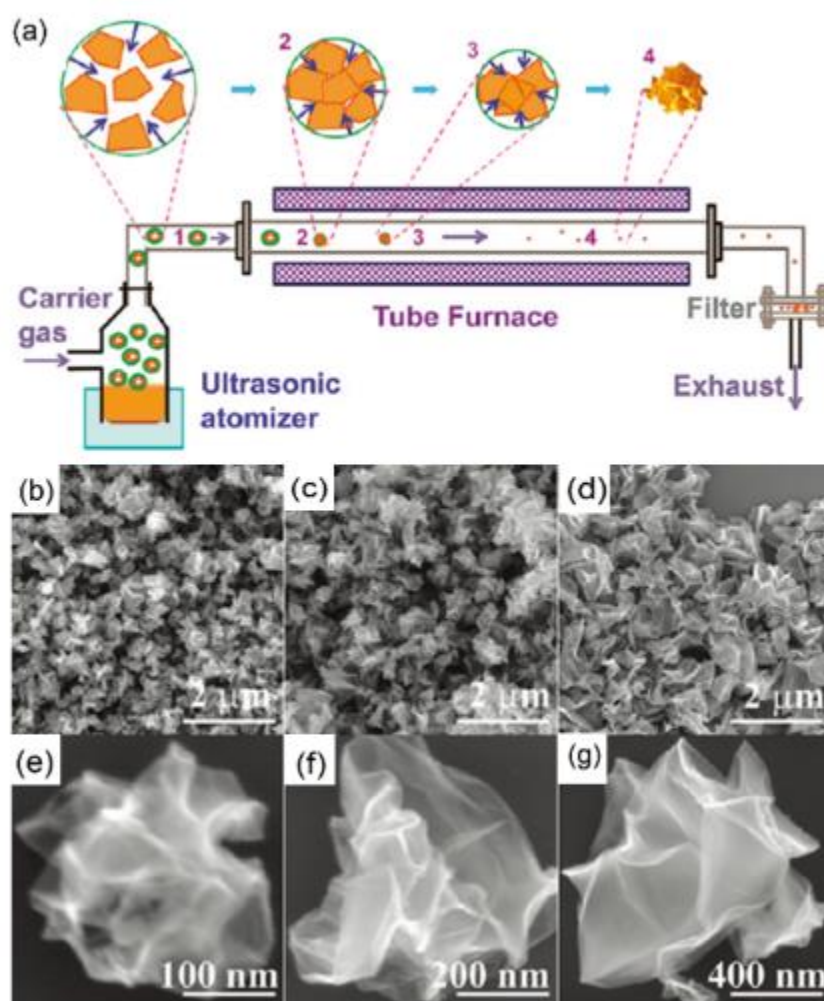 (a)
2
3
4
1
2
3
4
Carrier
gas
Tube Furnace
Filter
Ultrasonic
atomizer
Exhaust
(b)
2 μm
(c)
2 μm
(d)
2 μm
(e)
100 nm
(f)
200 nm
(g)
400 nm